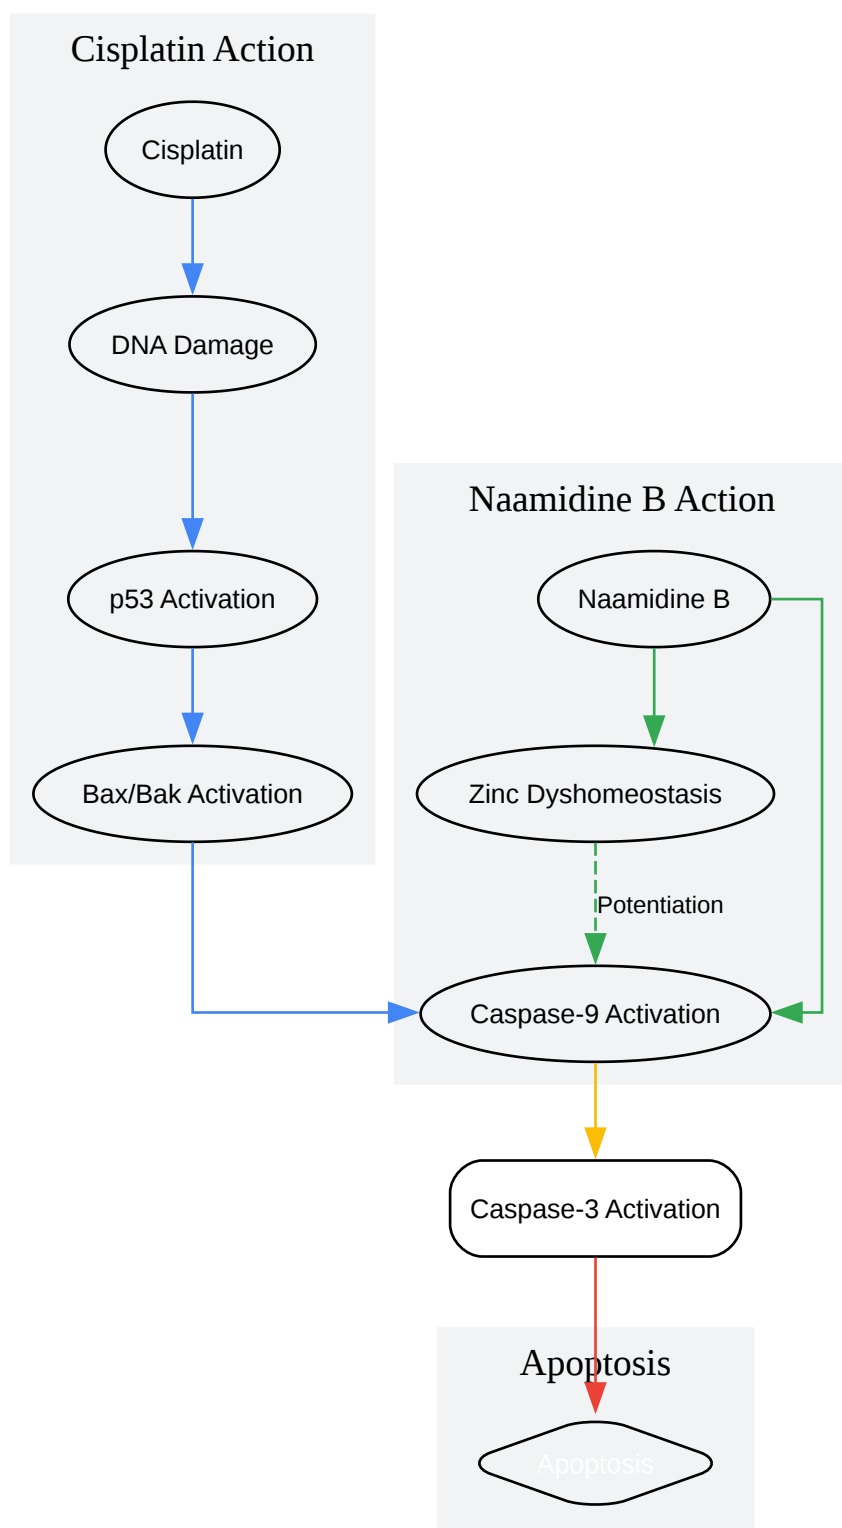 Cisplatin Action
Cisplatin
DNA Damage
p53 Activation
Bax/Bak Activation
Naamidine B Action
Naamidine B
Zinc Dyshomeostasis
Potentiation
Caspase-9 Activation
Caspase-3 Activation
Apoptosis
Apoptosis